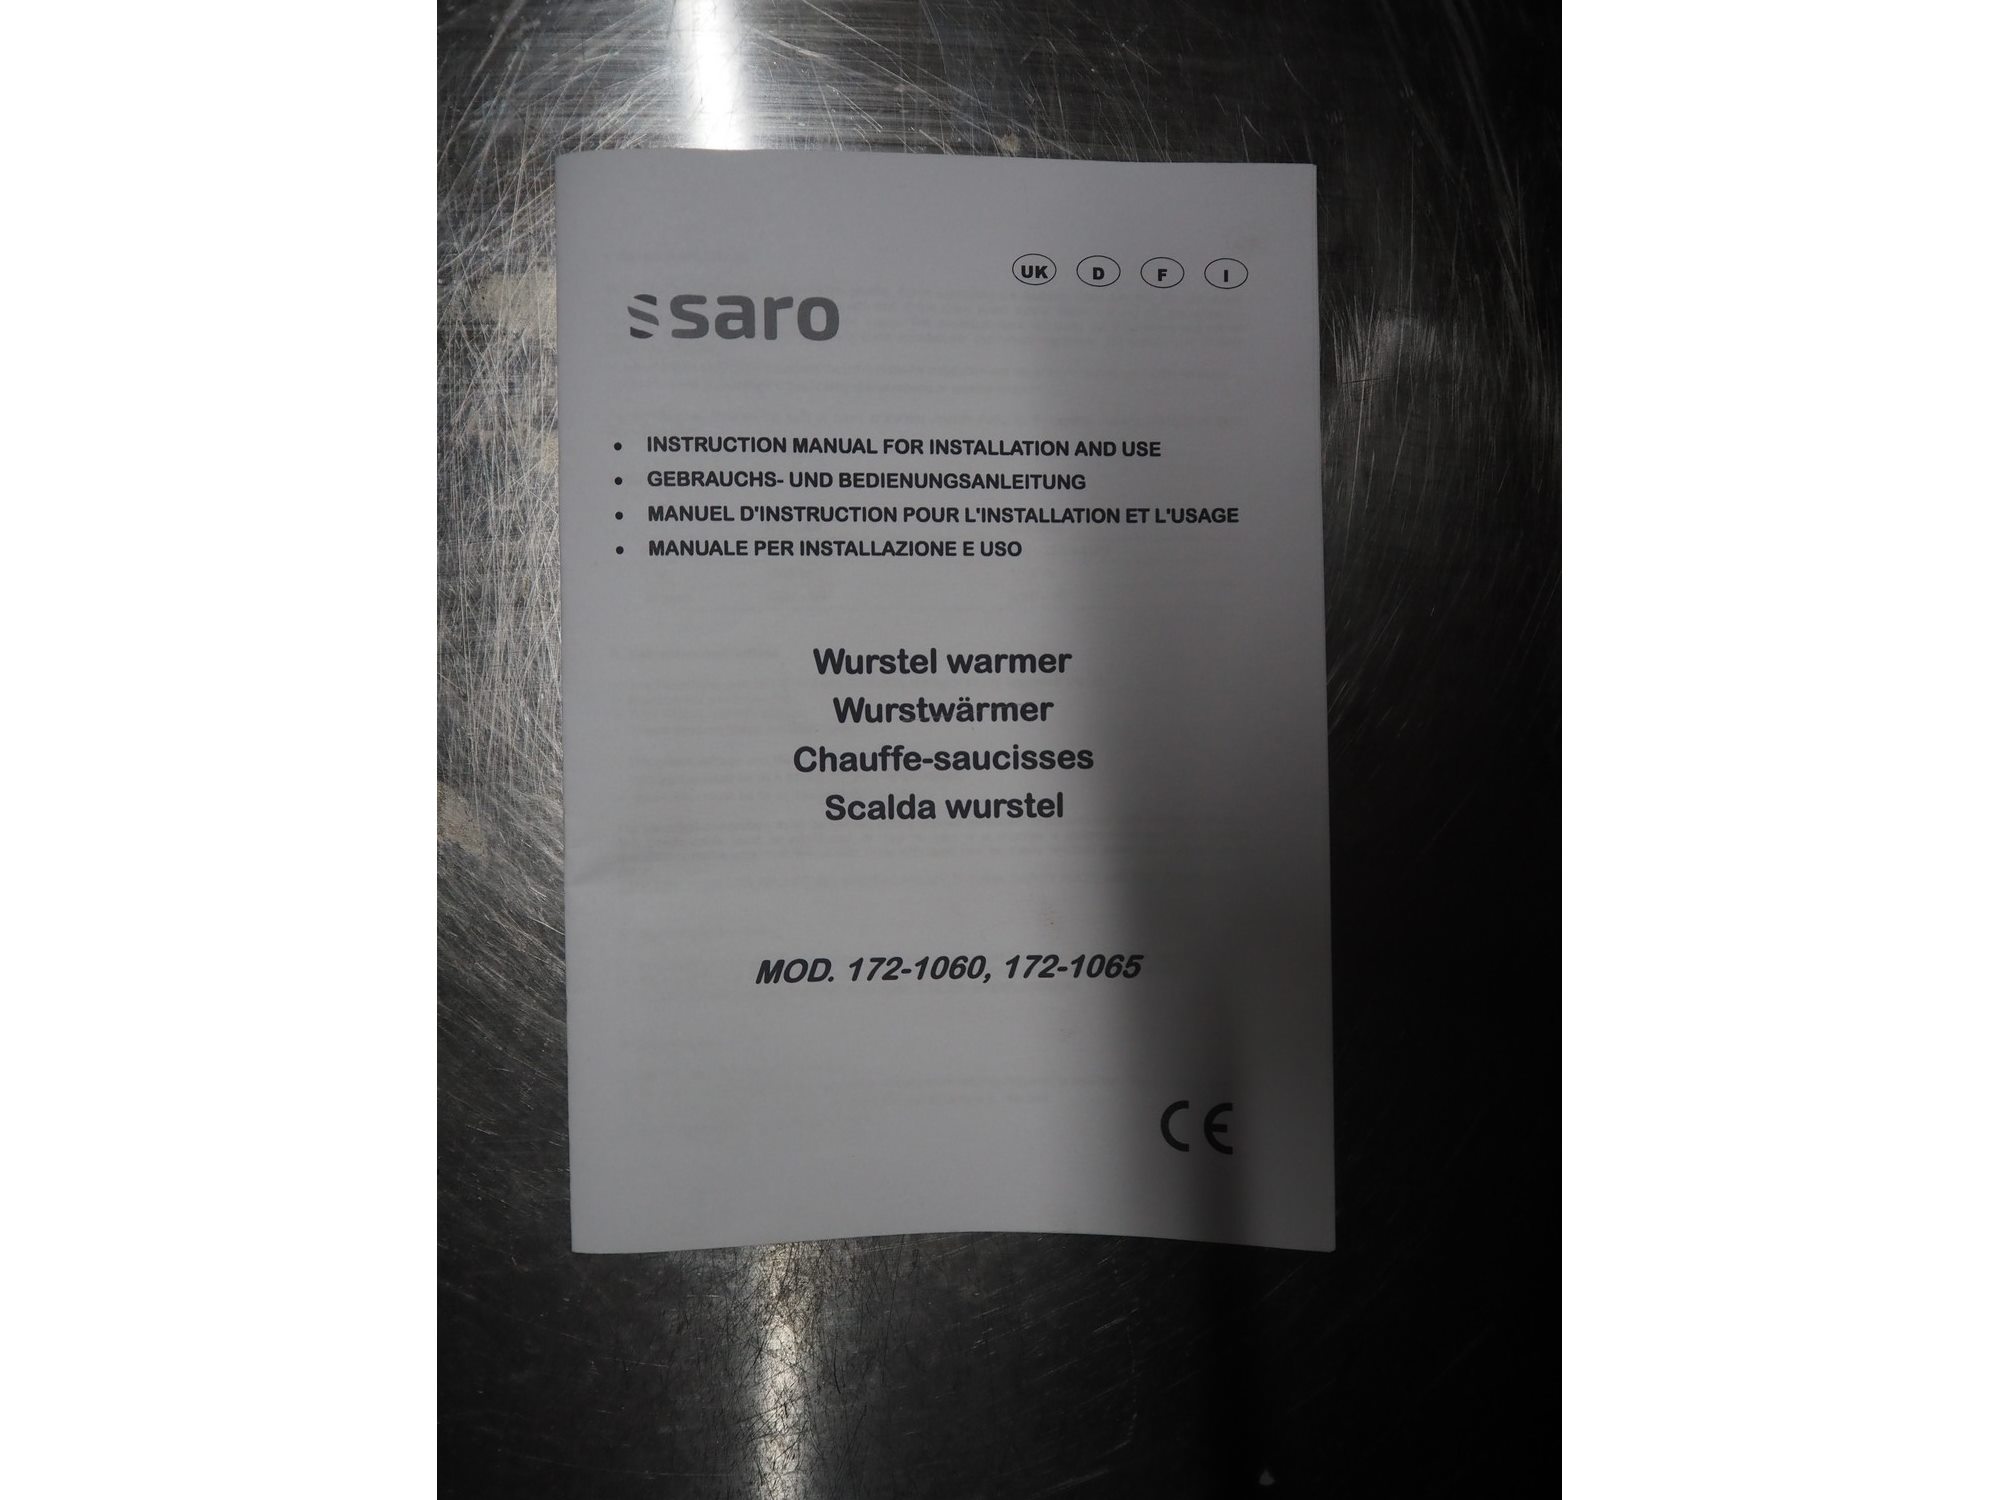 UK D F I
saro
• INSTRUCTION MANUAL FOR INSTALLATION AND USE
• GEBRAUCHS- UND BEDIENUNGSANLEITUNG
• MANUEL D'INSTRUCTION POUR L'INSTALLATION ET L'USAGE
• MANUALE PER INSTALLAZIONE E USO
Wurstel warmer
Wurstwärmer
Chauffe-saucisses
Scalda wurstel
MOD. 172-1060, 172-1065
CE